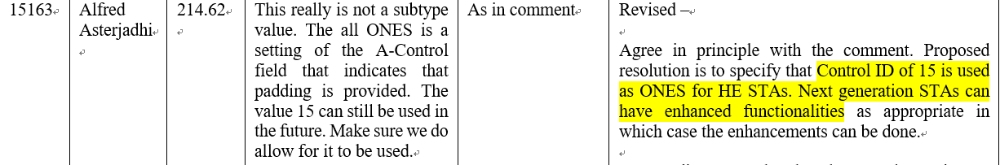 15163
Alfred
Asterjadhi
214.62
This really is not a subtype
value. The all ONES is a
setting of the A-Control
field that indicates that
padding is provided. The
value 15 can still be used in
the future. Make sure we do
allow for it to be used.
As in comment
Revised –
Agree in principle with the comment. Proposed
resolution is to specify that Control ID of 15 is used
as ONES for HE STAs. Next generation STAs can
have enhanced functionalities as appropriate in
which case the enhancements can be done.